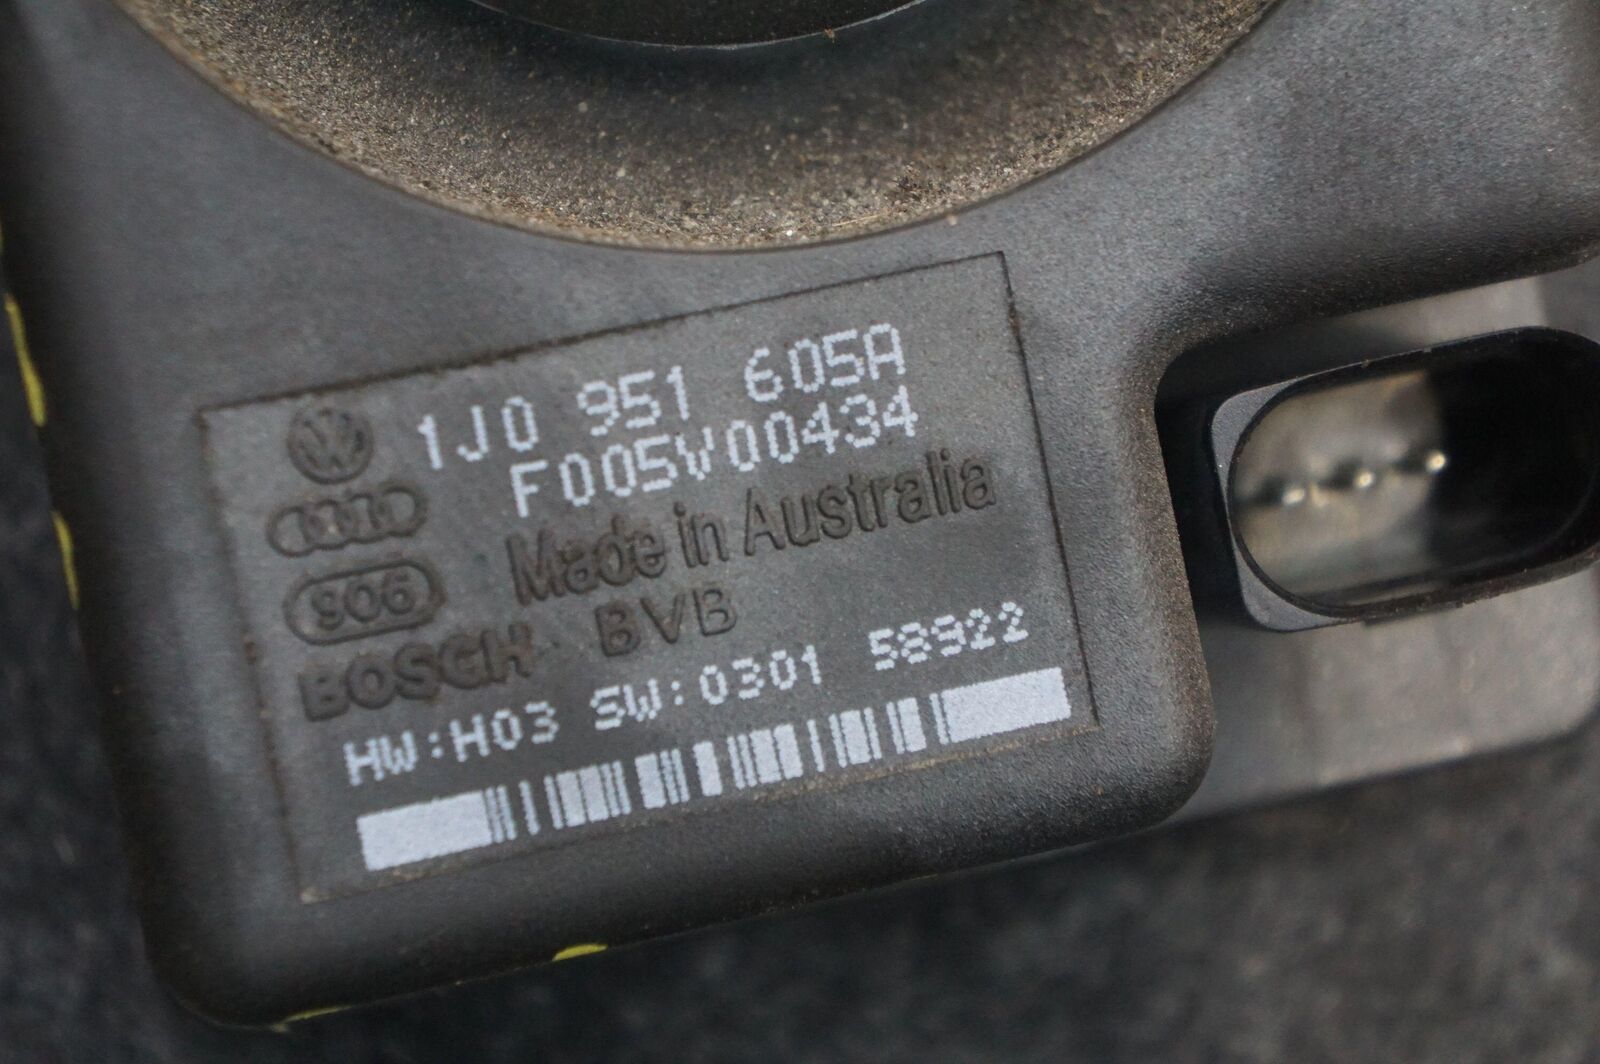 1J0 951 605A
F005V00434
Made in Australia
906
BOSCH BVB
HW:H03 SW:0301 58922